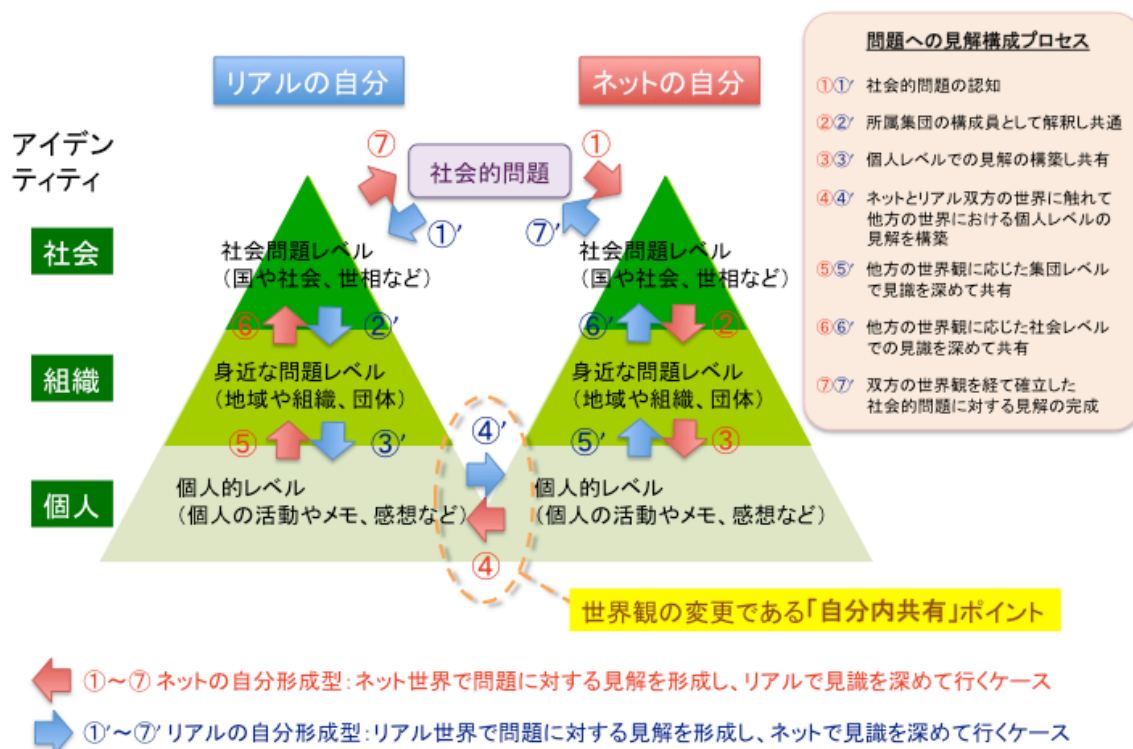 リアルの自分
ネットの自分
アイデン
ティティ
社会
組織
個人
社会的問題
⑦
①
①′
⑦′
社会問題レベル
（国や社会、世相など）
⑥
②′
身近な問題レベル
（地域や組織、団体）
⑤
③′
個人的レベル
（個人の活動やメモ、感想など）
社会問題レベル
（国や社会、世相など）
⑥′
②
身近な問題レベル
（地域や組織、団体）
⑤′
③
個人的レベル
（個人の活動やメモ、感想など）
④′
④
世界観の変更である「自分内共有」ポイント
問題への見解構成プロセス
①①′ 社会的問題の認知
②②′ 所属集団の構成員として解釈し共通
③③′ 個人レベルでの見解の構築し共有
④④′ ネットとリアル双方の世界に触れて
他方の世界における個人レベルの
見解を構築
⑤⑤′ 他方の世界観に応じた集団レベル
で見識を深めて共有
⑥⑥′ 他方の世界観に応じた社会レベル
での見識を深めて共有
⑦⑦′ 双方の世界観を経て確立した
社会的問題に対する見解の完成
①～⑦ ネットの自分形成型：ネット世界で問題に対する見解を形成し、リアルで見識を深めて行くケース
①′～⑦′ リアルの自分形成型：リアル世界で問題に対する見解を形成し、ネットで見識を深めて行くケース